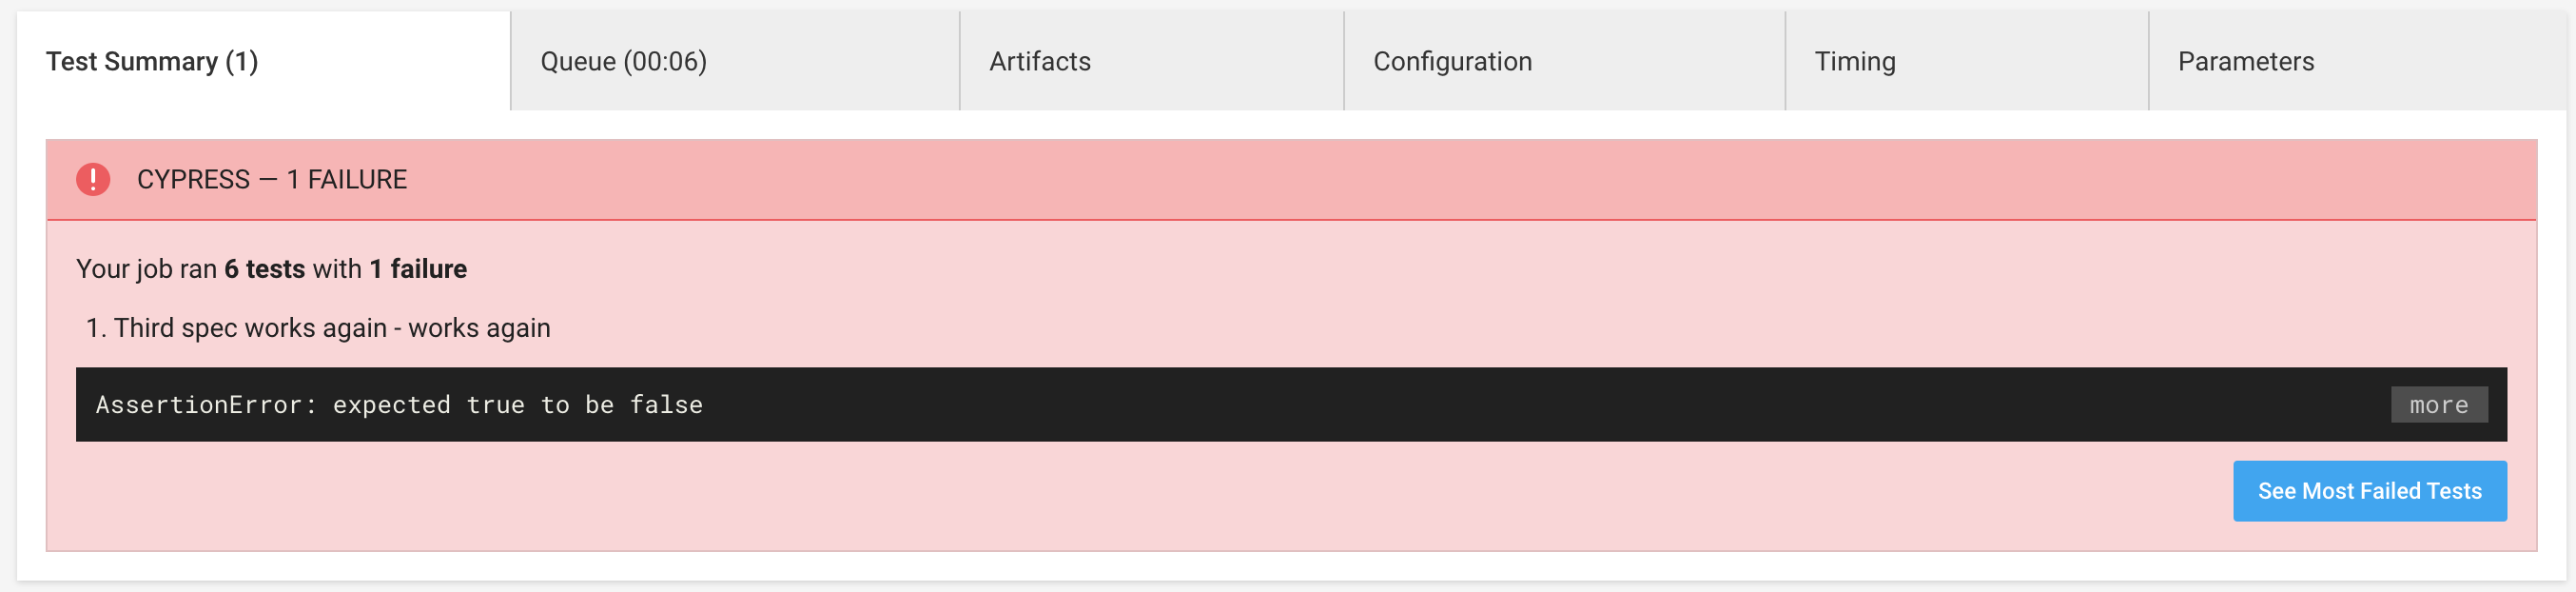 Test Summary (1)
Queue (00:06)
Artifacts
Configuration
Timing
Parameters
CYPRESS — 1 FAILURE
Your job ran 6 tests with 1 failure
1. Third spec works again - works again
AssertionError: expected true to be false
more
See Most Failed Tests